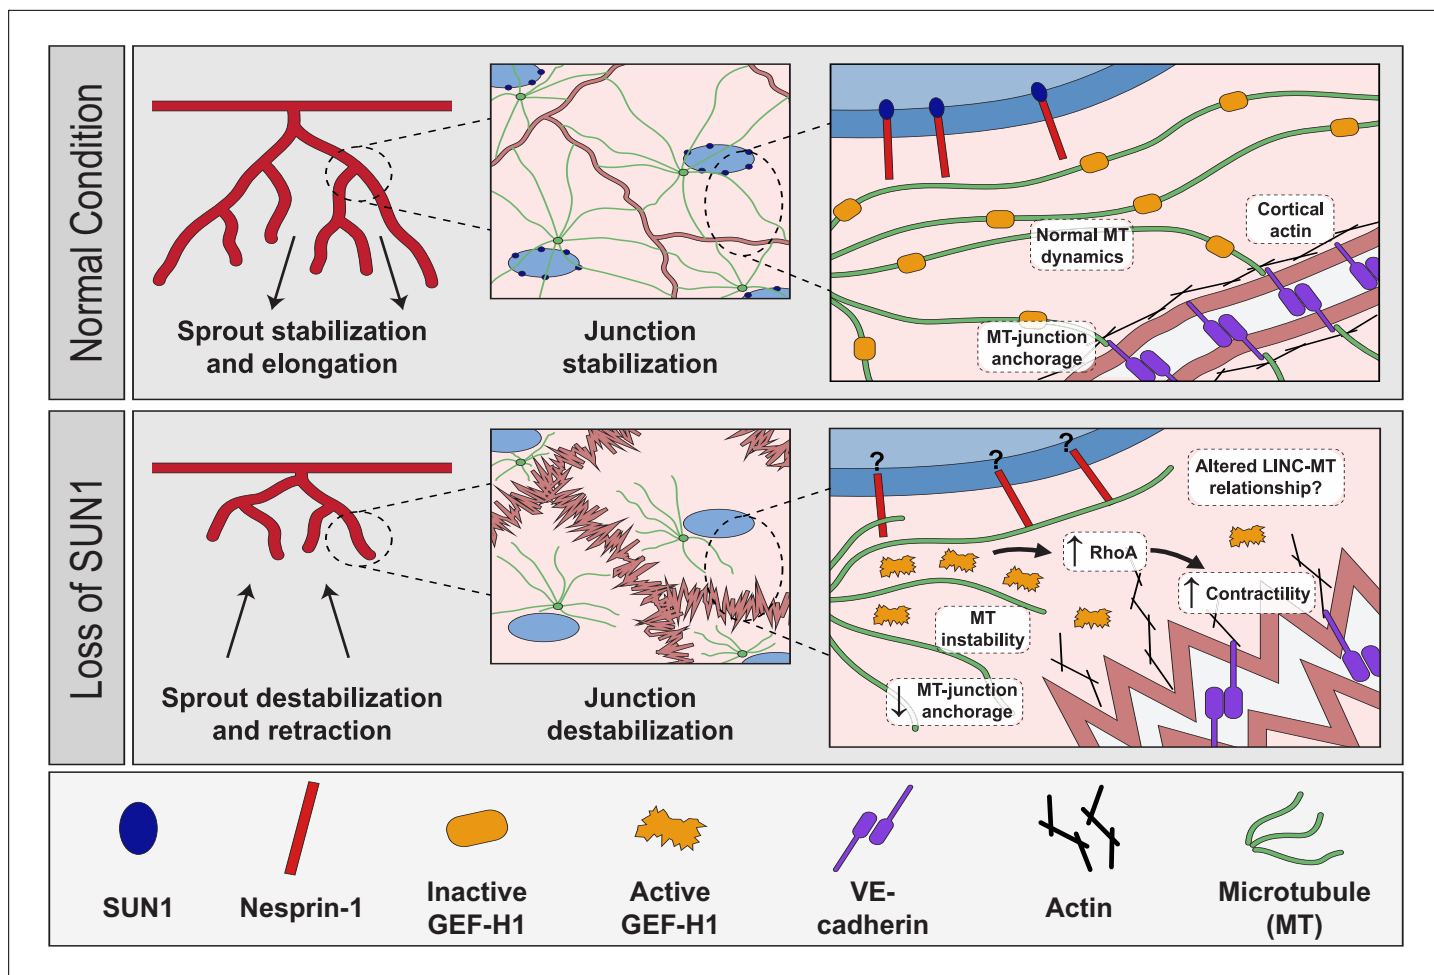 Normal Condition
Sprout stabilization
and elongation
Junction
stabilization
Normal MT
dynamics
Cortical
actin
MT-junction
anchorage
Loss of SUN1
Sprout destabilization
and retraction
Junction
destabilization
?
?
?
Altered LINC-MT
relationship?
↑ RhoA
↑ Contractility
MT
instability
↓ MT-junction
anchorage
SUN1
Nesprin-1
Inactive
GEF-H1
Active
GEF-H1
VE-
cadherin
Actin
Microtubule
(MT)